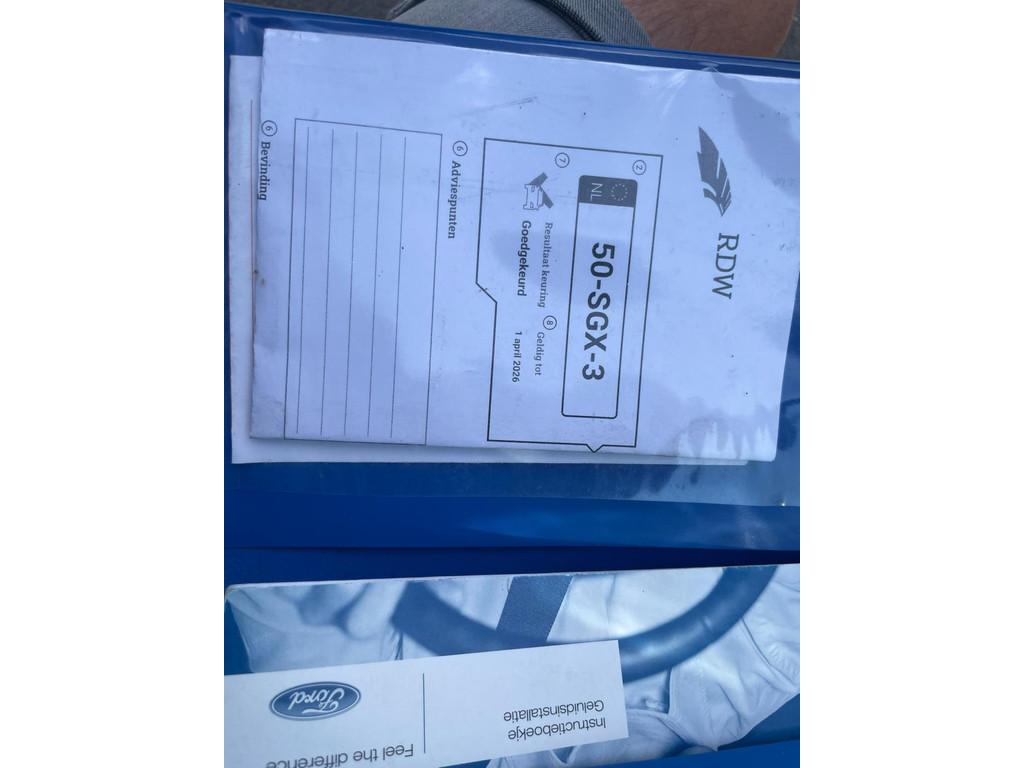 RDW
2
NL
50-SGX-3
7 Resultaat keuring
Goedgekeurd
8 Geldig tot
1 april 2026
6 Adviespunten
6 Bevinding
Instructieboekje
Geluidsinstallatie
Ford
Feel the difference